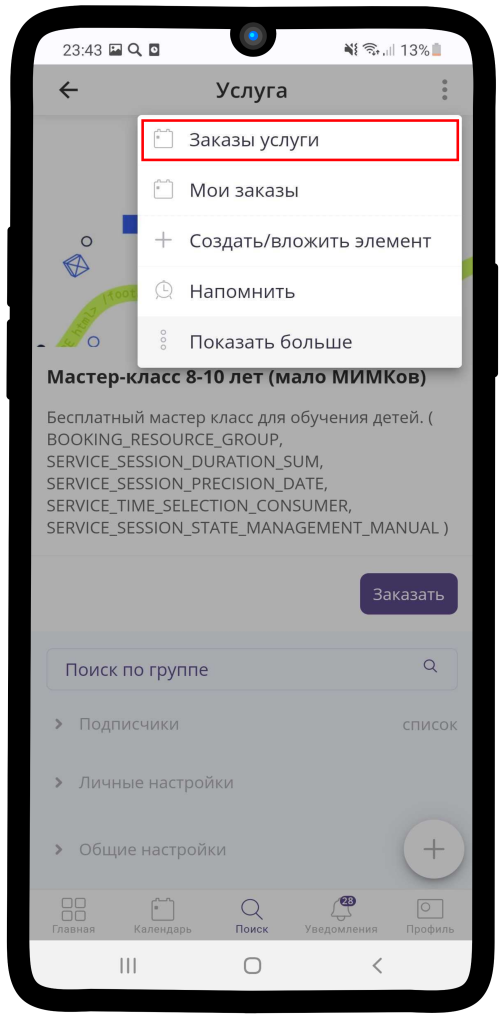 23:43 13%
Услуга
Заказы услуги
Мои заказы
Создать/вложить элемент
Напомнить
Показать больше
Мастер-класс 8-10 лет (мало МИМКов)
Бесплатный мастер класс для обучения детей. (
BOOKING_RESOURCE_GROUP,
SERVICE_SESSION_DURATION_SUM,
SERVICE_SESSION_PRECISION_DATE,
SERVICE_TIME_SELECTION_CONSUMER,
SERVICE_SESSION_STATE_MANAGEMENT_MANUAL )
Заказать
Поиск по группе
Подписчики список
Личные настройки
Общие настройки
28
Главная Календарь Поиск Уведомления Профиль